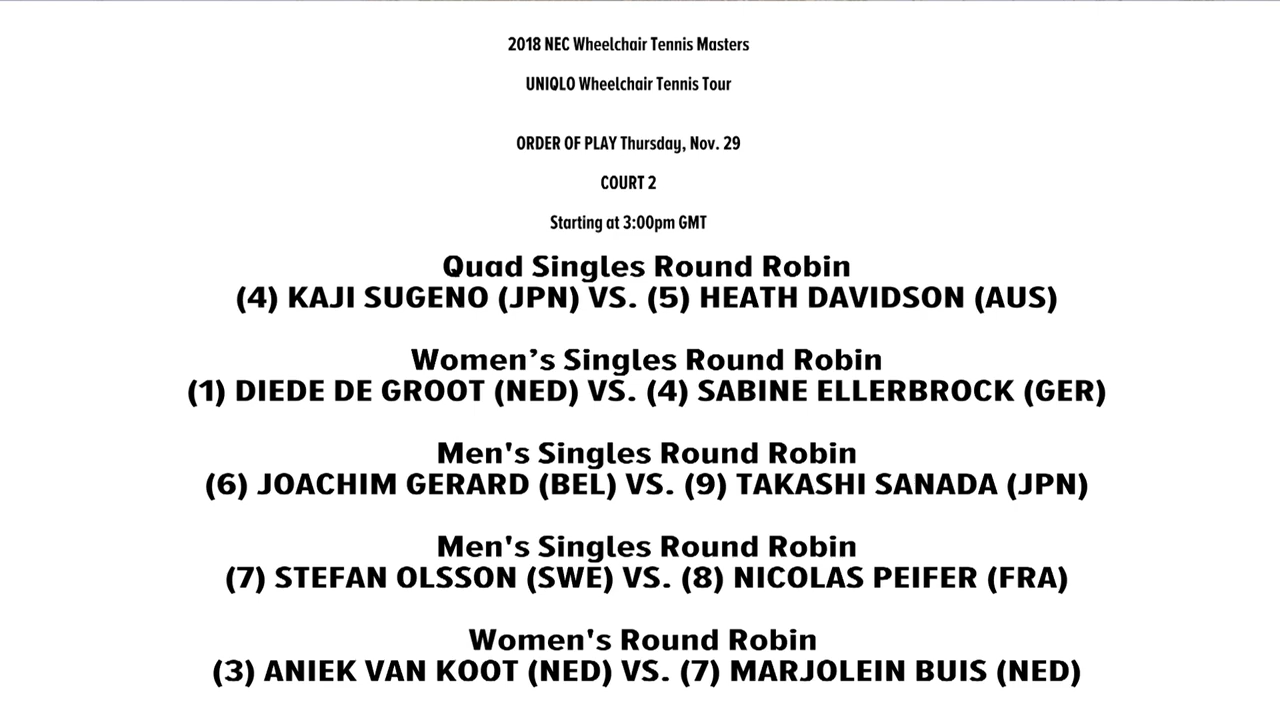 2018 NEC Wheelchair Tennis Masters
UNIQLO Wheelchair Tennis Tour
ORDER OF PLAY Thursday, Nov. 29
COURT 2
Starting at 3:00pm GMT
Quad Singles Round Robin
(4) KAJI SUGENO (JPN) VS. (5) HEATH DAVIDSON (AUS)
Women’s Singles Round Robin
(1) DIEDE DE GROOT (NED) VS. (4) SABINE ELLERBROCK (GER)
Men's Singles Round Robin
(6) JOACHIM GERARD (BEL) VS. (9) TAKASHI SANADA (JPN)
Men's Singles Round Robin
(7) STEFAN OLSSON (SWE) VS. (8) NICOLAS PEIFER (FRA)
Women's Round Robin
(3) ANIEK VAN KOOT (NED) VS. (7) MARJOLEIN BUIS (NED)